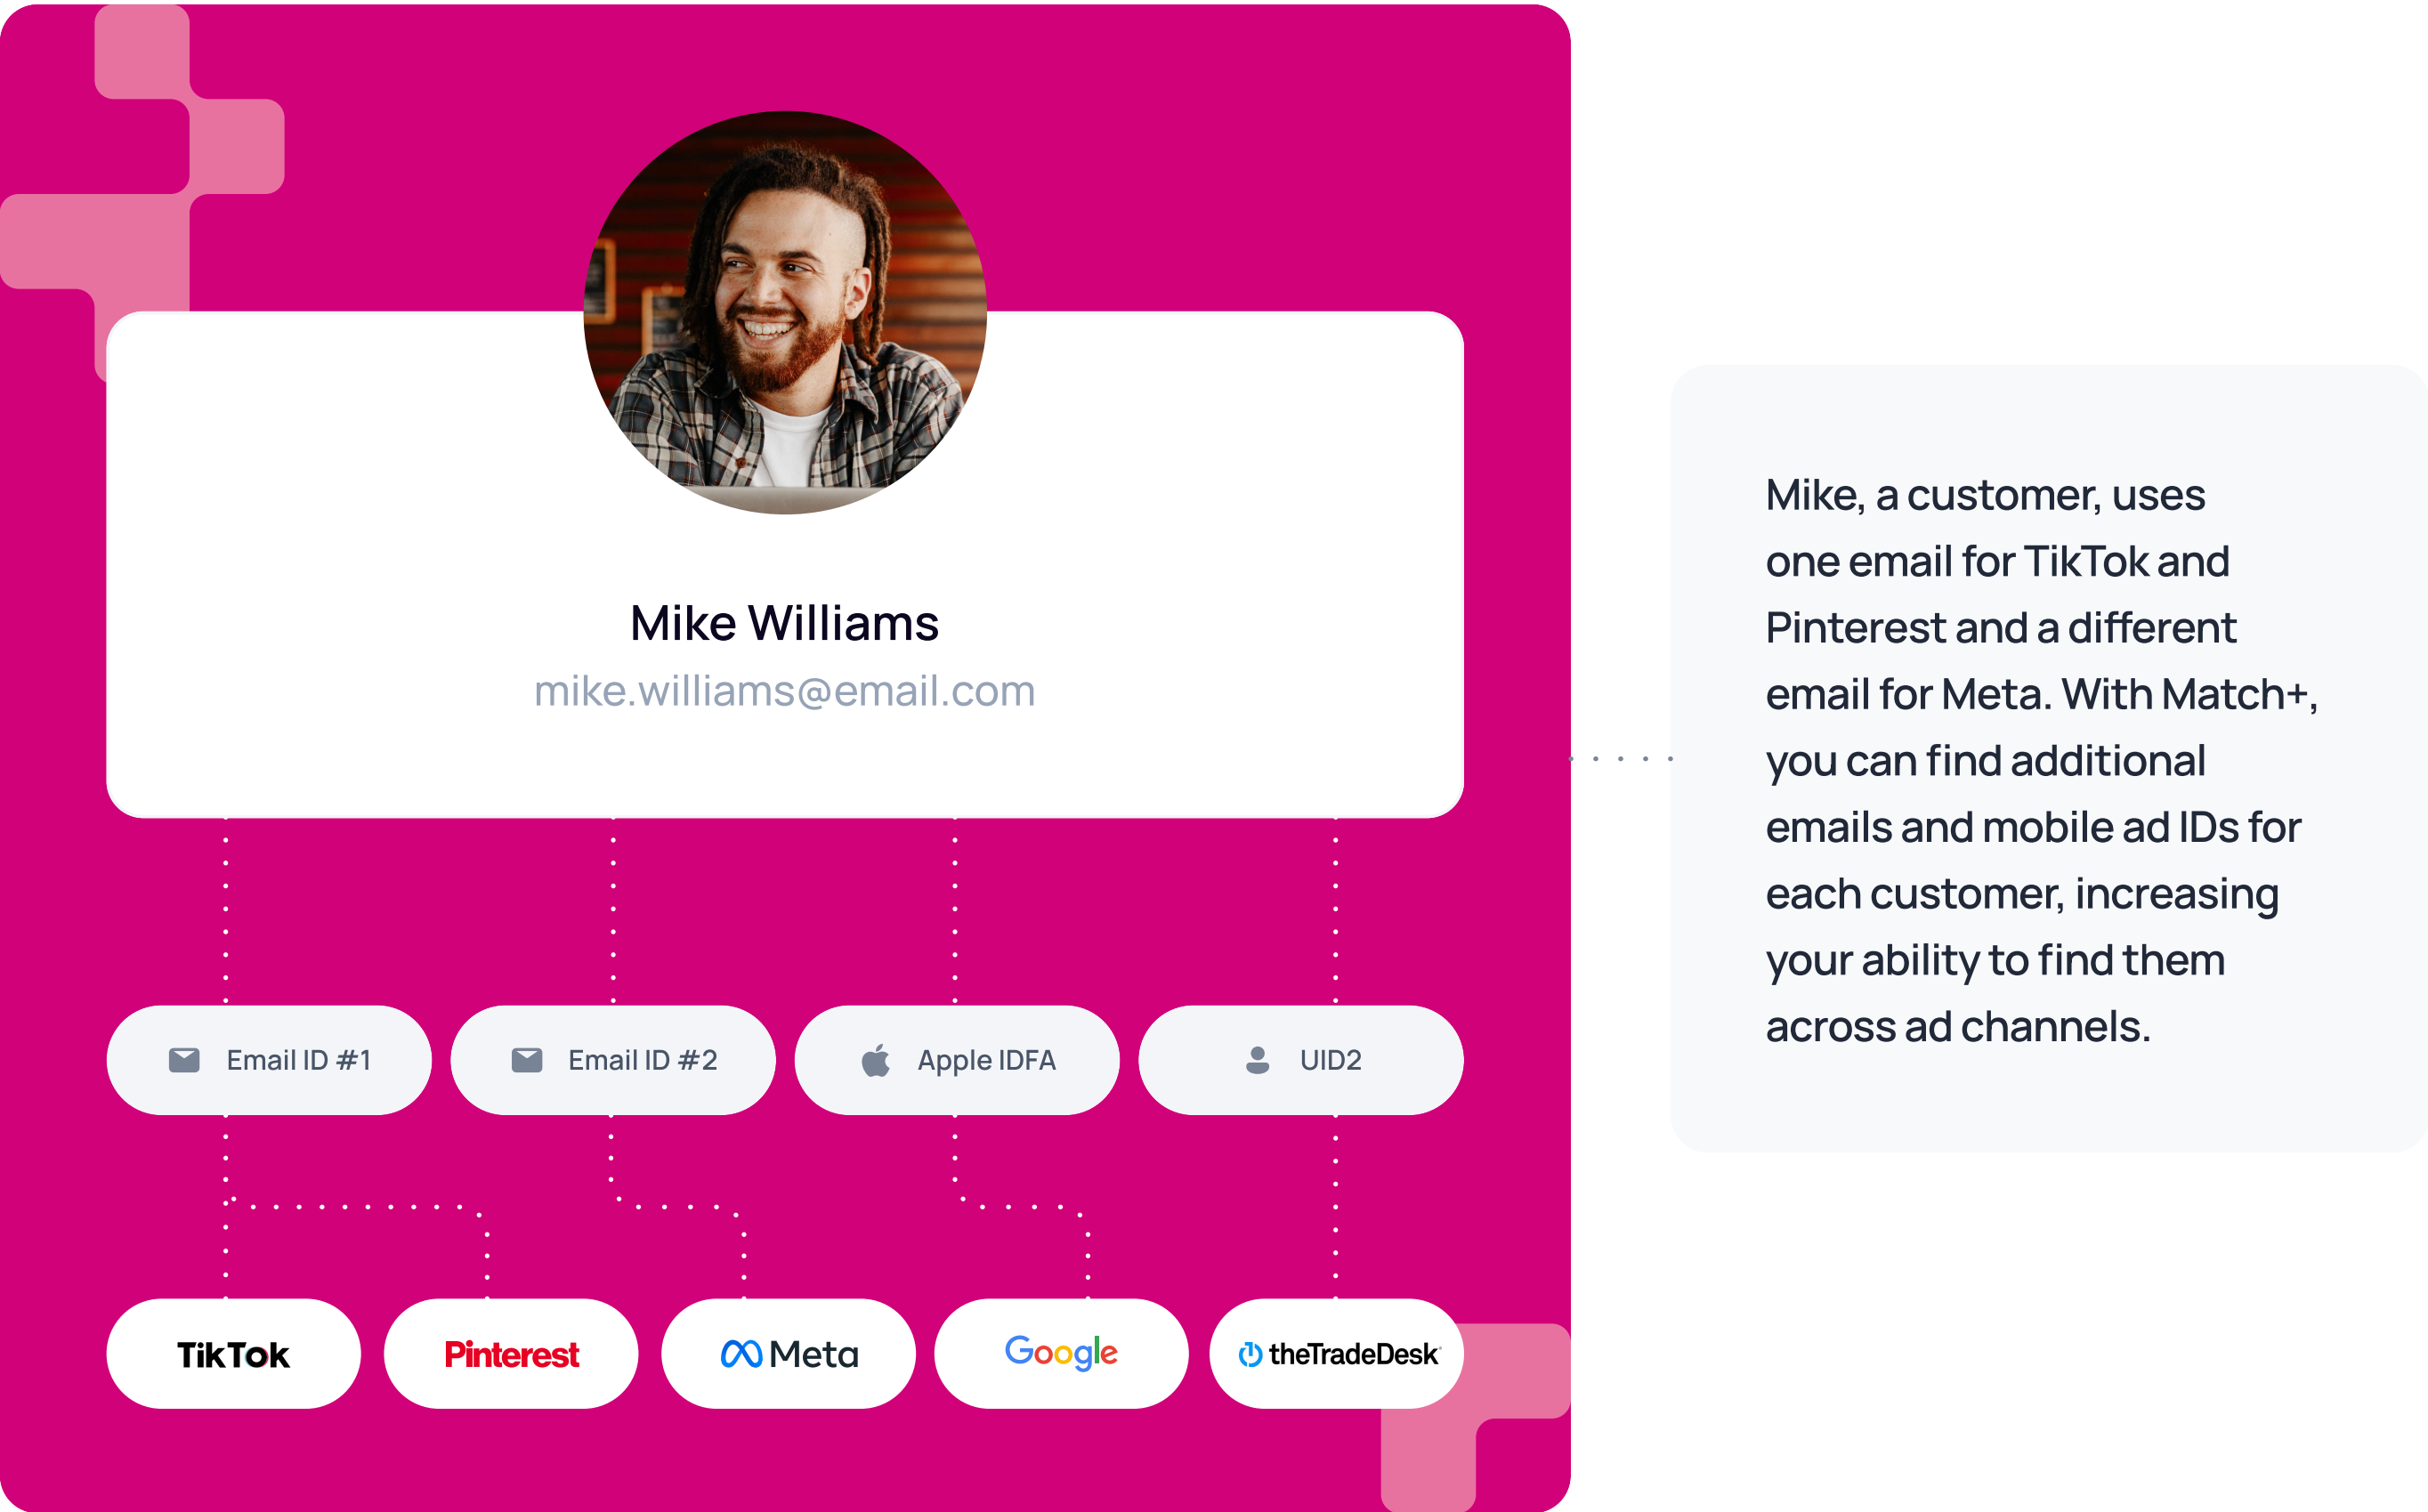 Mike Williams
mike.williams@email.com
Email ID #1
Email ID #2
Apple IDFA
UID2
TikTok
Pinterest
Meta
Google
theTradeDesk
Mike, a customer, uses
one email for TikTok and
Pinterest and a different
email for Meta. With Match+,
you can find additional
emails and mobile ad IDs for
each customer, increasing
your ability to find them
across ad channels.